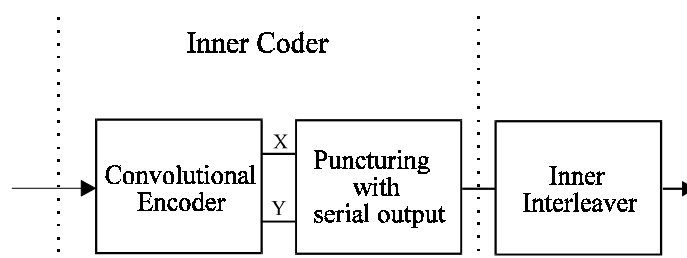 Inner Coder
Convolutional
Encoder
X
Y
Puncturing
with
serial output
Inner
Interleaver